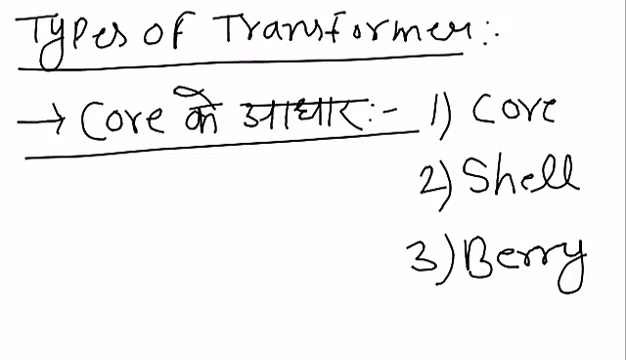 Types of Transformer:.
→ Core के आधार:- 1) Core
2) Shell
3) Berry